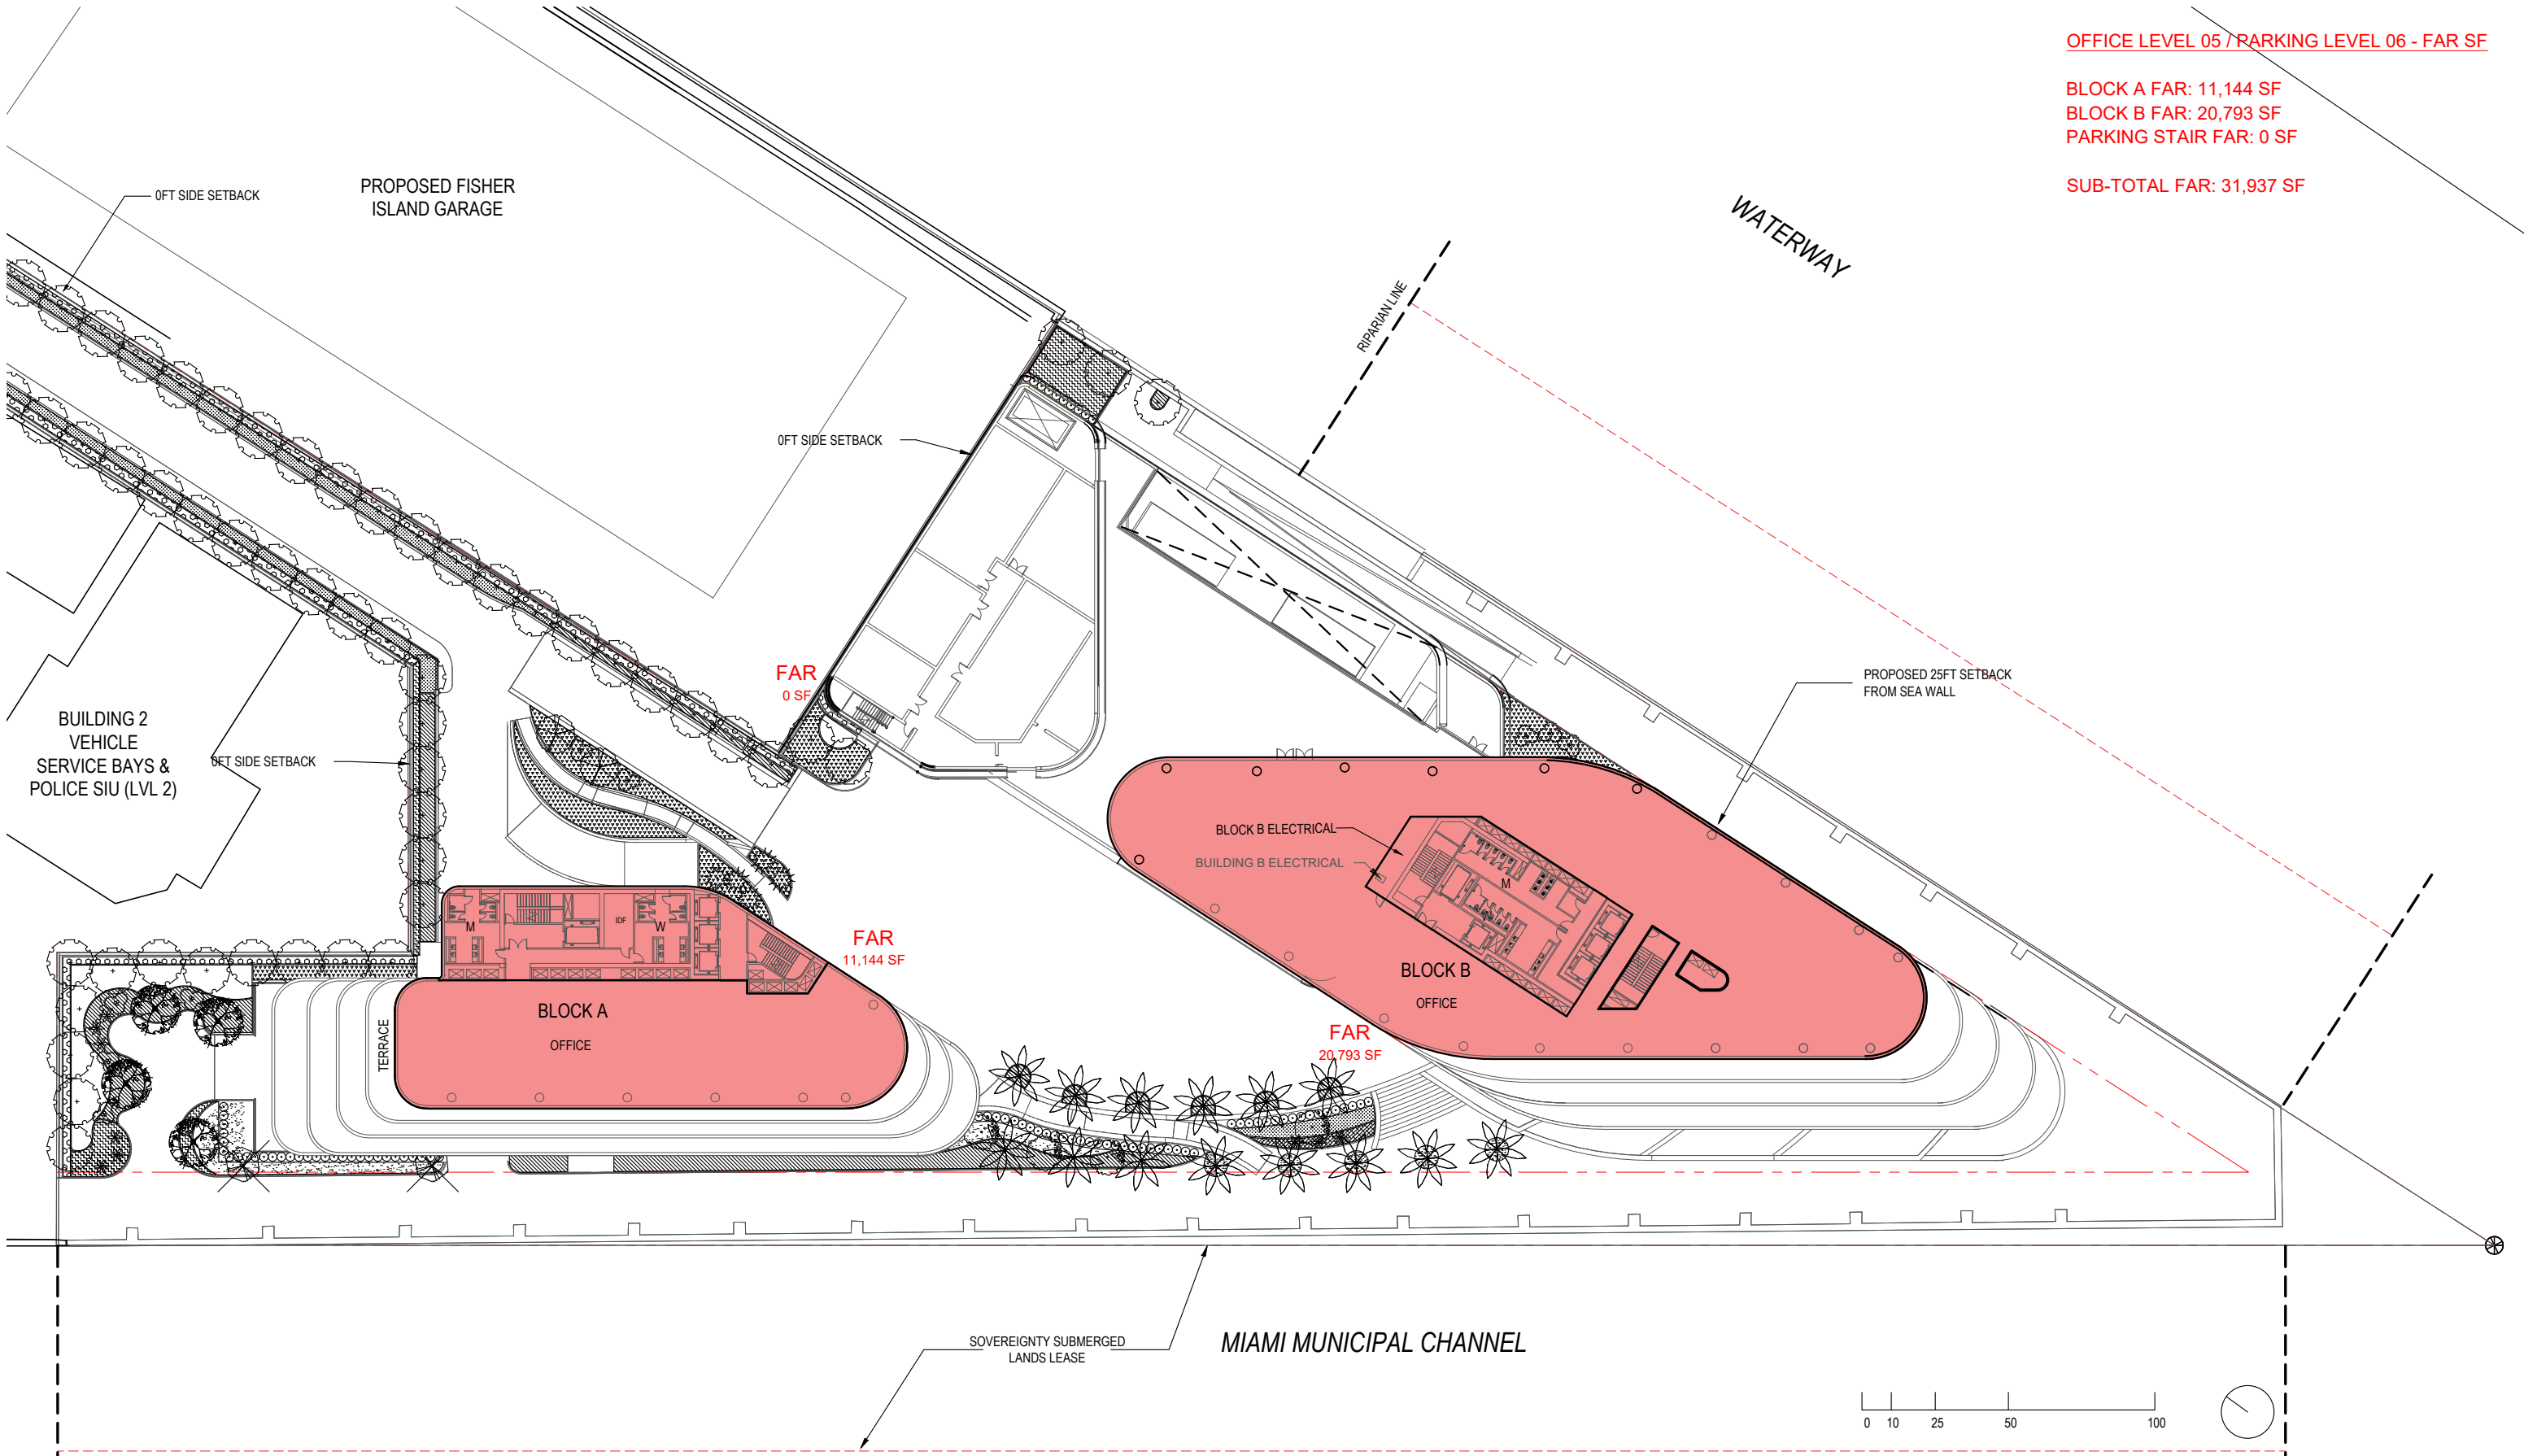 OFFICE LEVEL 05 / PARKING LEVEL 06 - FAR SF
BLOCK A FAR: 11,144 SF
BLOCK B FAR: 20,793 SF
PARKING STAIR FAR: 0 SF
SUB-TOTAL FAR: 31,937 SF
0FT SIDE SETBACK
PROPOSED FISHER
ISLAND GARAGE
WATERWAY
RIPARIAN LINE
0FT SIDE SETBACK
FAR
0 SF
PROPOSED 25FT SETBACK
FROM SEA WALL
BUILDING 2
VEHICLE
SERVICE BAYS &
POLICE SIU (LVL 2)
0FT SIDE SETBACK
BLOCK B ELECTRICAL
BUILDING B ELECTRICAL
M
M
IDF
W
FAR
11,144 SF
BLOCK A
OFFICE
TERRACE
BLOCK B
OFFICE
FAR
20,793 SF
SOVEREIGNTY SUBMERGED
LANDS LEASE
MIAMI MUNICIPAL CHANNEL
0 10 25 50 100